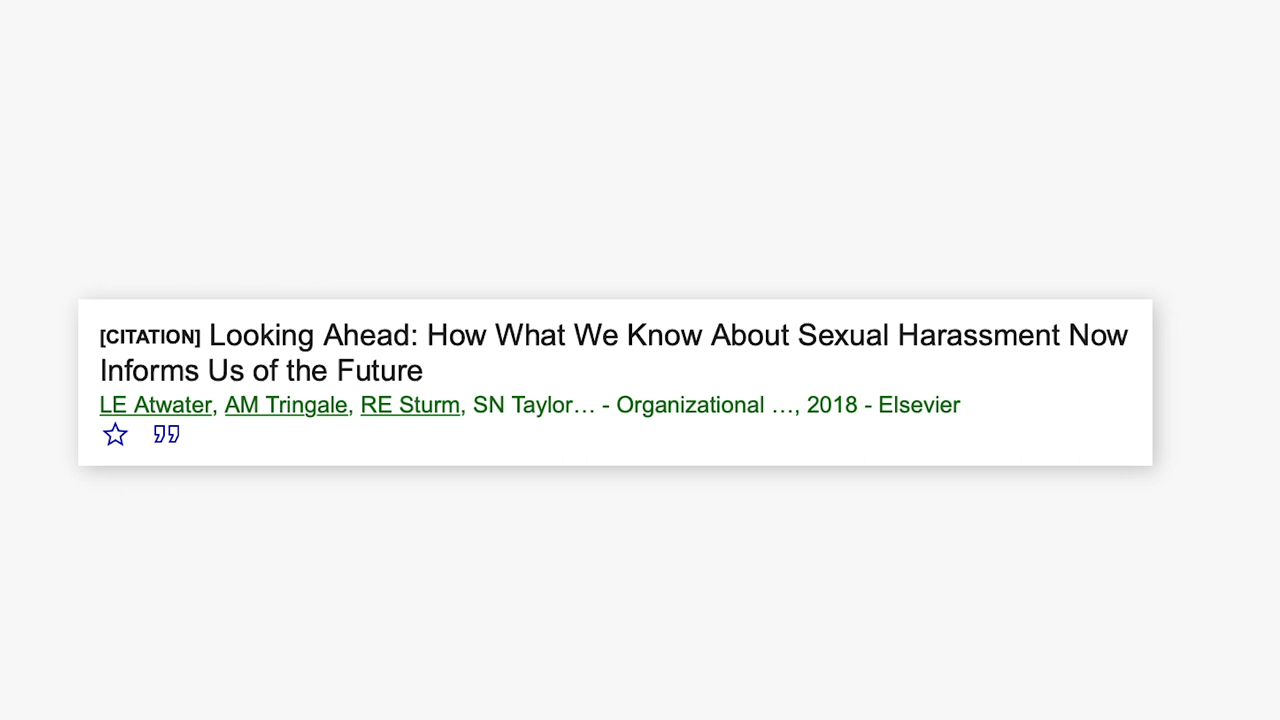 [CITATION] Looking Ahead: How What We Know About Sexual Harassment Now
Informs Us of the Future
LE Atwater, AM Tringale, RE Sturm, SN Taylor… - Organizational …, 2018 - Elsevier